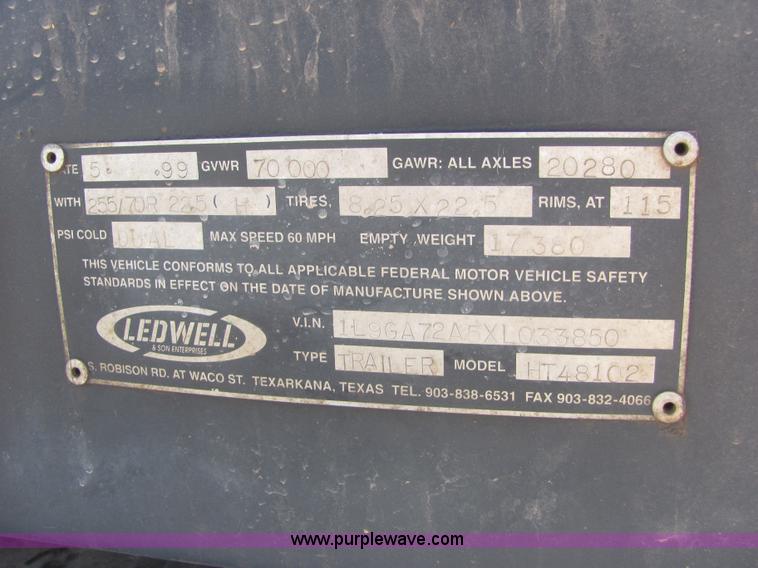 ATE 5. .99 GVWR 70 000 GAWR: ALL AXLES 20280
WITH 255/70R 22.5 ( H ) TIRES, 8.25 X 22.5 RIMS, AT 115
PSI COLD DUAL MAX SPEED 60 MPH EMPTY WEIGHT 17 380
THIS VEHICLE CONFORMS TO ALL APPLICABLE FEDERAL MOTOR VEHICLE SAFETY
STANDARDS IN EFFECT ON THE DATE OF MANUFACTURE SHOWN ABOVE.
LEDWELL
& SON ENTERPRISES
V.I.N. 1L9GA72A5XL033850
TYPE TRAILER MODEL HT48102
S. ROBISON RD. AT WACO ST. TEXARKANA, TEXAS TEL. 903-838-6531 FAX 903-832-4066
www.purplewave.com